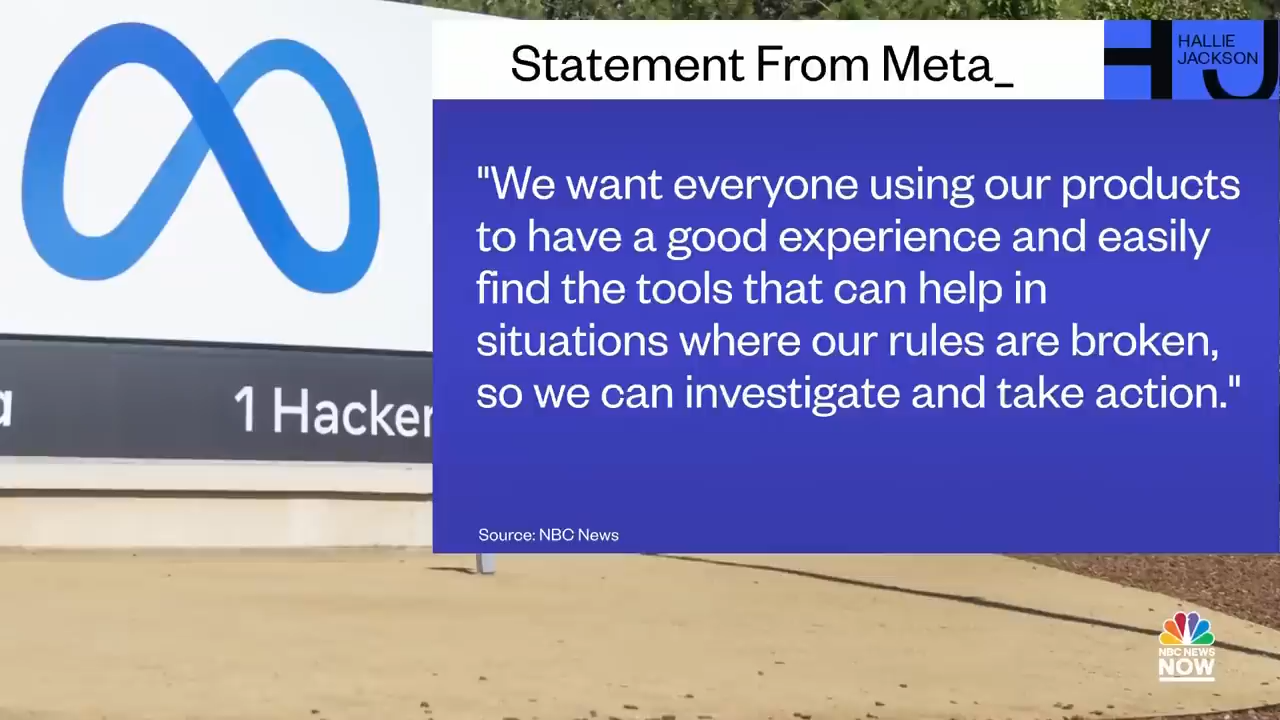 Statement From Meta_
HALLIE
JACKSON
"We want everyone using our products
to have a good experience and easily
find the tools that can help in
situations where our rules are broken,
so we can investigate and take action."
1 Hacker
Source: NBC News
NBC NEWS
NOW